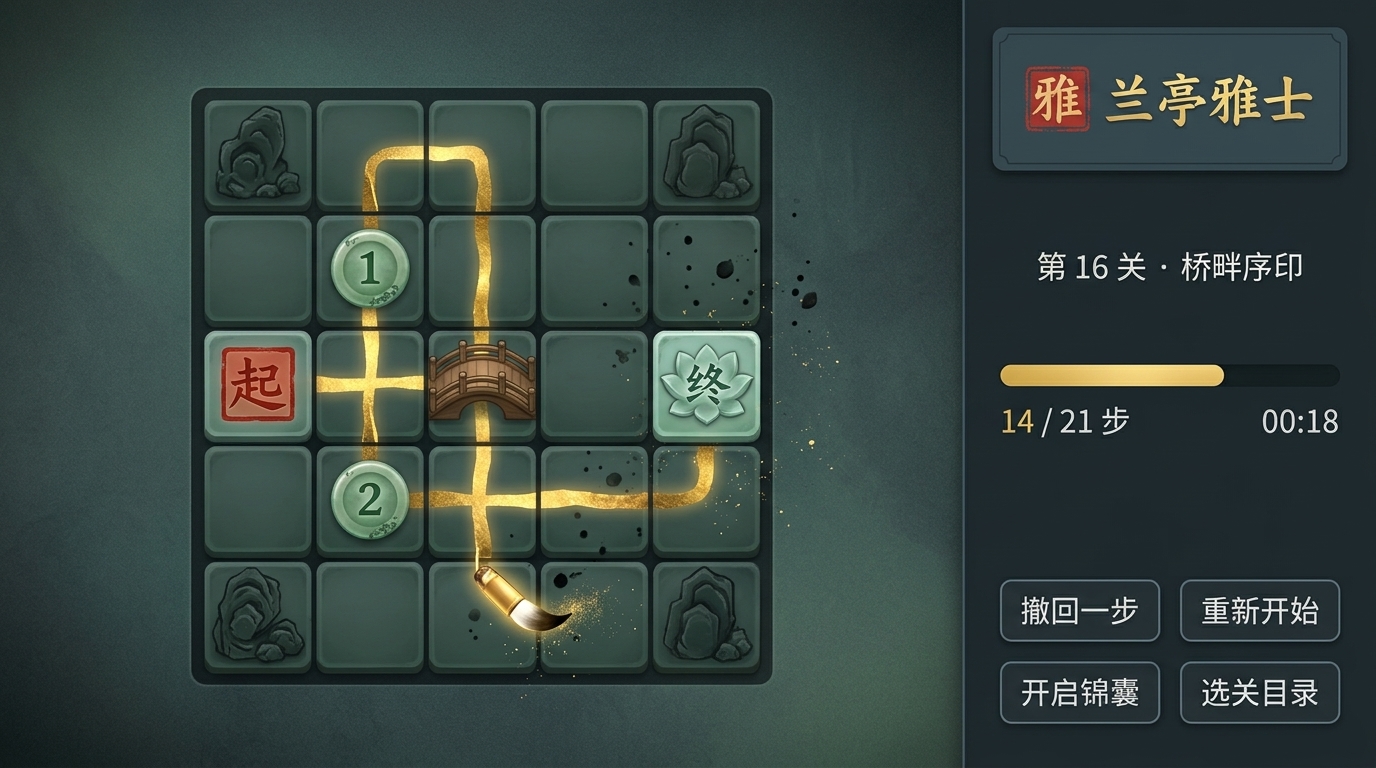 雅 兰亭雅士
第 16 关 · 桥畔序印
14 / 21 步 00:18
撤回一步 重新开始
开启锦囊 选关目录
1
起 终
2